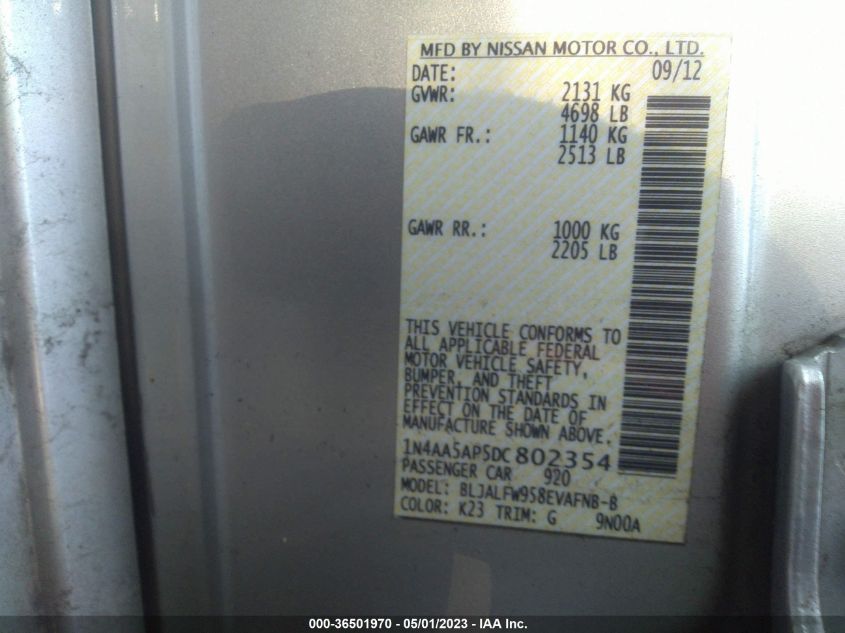 MFD BY NISSAN MOTOR CO., LTD.
DATE: 09/12
GVWR: 2131 KG
4698 LB
GAWR FR.: 1140 KG
2513 LB
GAWR RR.: 1000 KG
2205 LB
THIS VEHICLE CONFORMS TO
ALL APPLICABLE FEDERAL
MOTOR VEHICLE SAFETY,
BUMPER, AND THEFT
PREVENTION STANDARDS IN
EFFECT ON THE DATE OF
MANUFACTURE SHOWN ABOVE.
1N4AA5AP5DC802354
PASSENGER CAR 920
MODEL: BLJALFW958EVAFNB-B
COLOR: K23 TRIM: G 9N00A
000-36501970 - 05/01/2023 - IAA Inc.